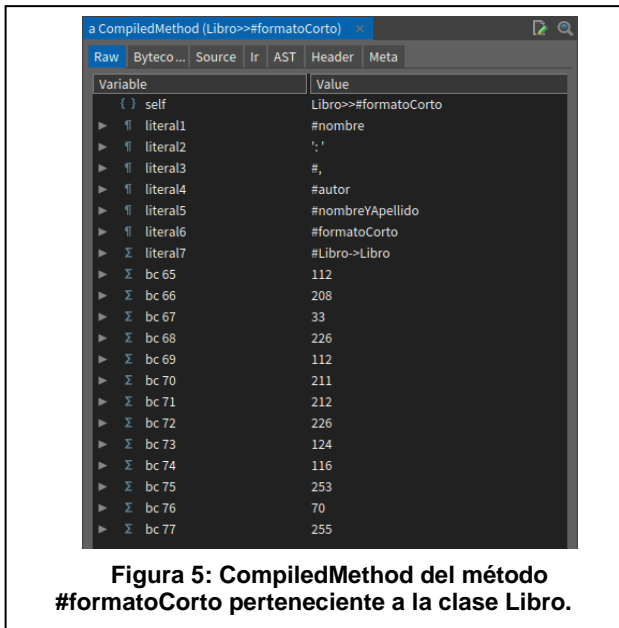 a CompiledMethod (Libro>>#formatoCorto) ×
Raw Byteco... Source Ir AST Header Meta
Variable Value
{ } self Libro>>#formatoCorto
▶ ¶ literal1 #nombre
▶ ¶ literal2 ': '
▶ ¶ literal3 #,
▶ ¶ literal4 #autor
▶ ¶ literal5 #nombreYApellido
▶ ¶ literal6 #formatoCorto
▶ Σ literal7 #Libro->Libro
▶ Σ bc 65 112
▶ Σ bc 66 208
▶ Σ bc 67 33
▶ Σ bc 68 226
▶ Σ bc 69 112
▶ Σ bc 70 211
▶ Σ bc 71 212
▶ Σ bc 72 226
▶ Σ bc 73 124
▶ Σ bc 74 116
▶ Σ bc 75 253
▶ Σ bc 76 70
▶ Σ bc 77 255
Figura 5: CompiledMethod del método
#formatoCorto perteneciente a la clase Libro.